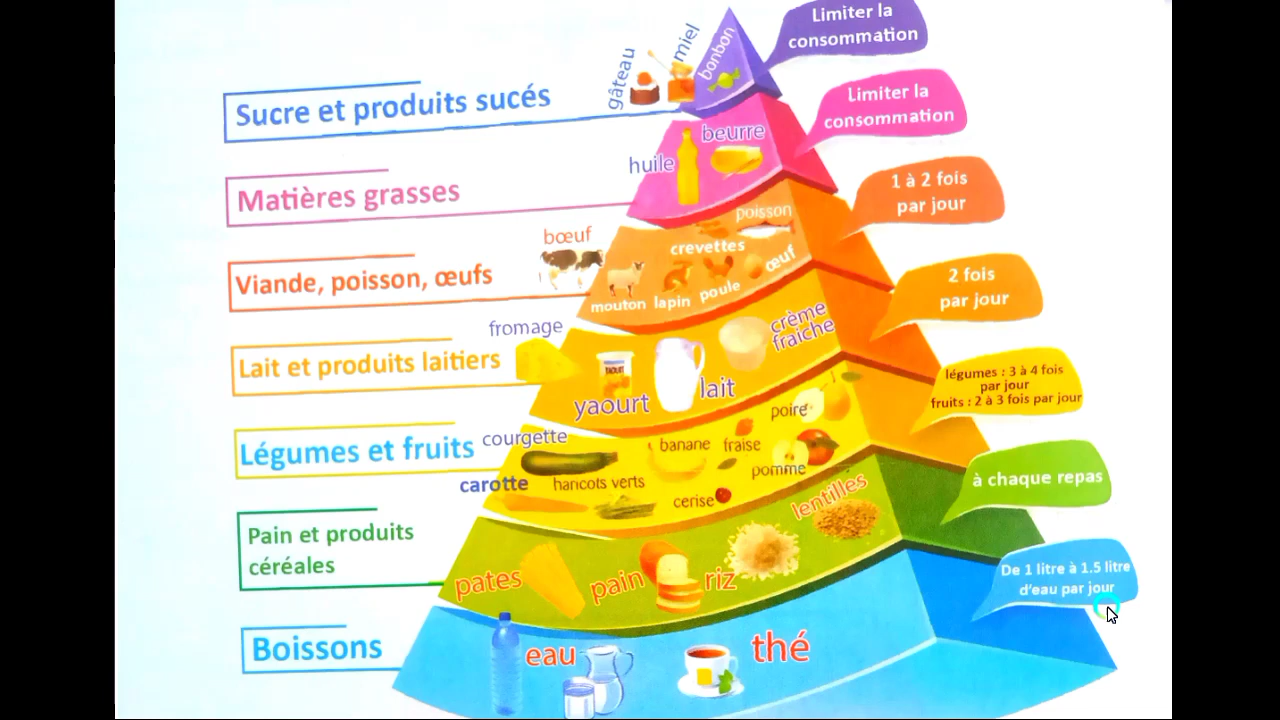 gâteau
miel
bonbon
Limiter la
consommation
Sucre et produits sucés
Limiter la
consommation
beurre
huile
Matières grasses
1 à 2 fois
par jour
poisson
bœuf
crevettes
œuf
mouton lapin poule
Viande, poisson, œufs
2 fois
par jour
fromage
crème
fraiche
Lait et produits laitiers
lait
yaourt
YAOURT
légumes : 3 à 4 fois
par jour
fruits : 2 à 3 fois par jour
poire
courgette
banane fraise
Légumes et fruits
pomme
carotte
hancots verts
cerise
à chaque repas
lentilles
Pain et produits
céréales
pates
pain
riz
De 1 litre à 1.5 litre
d'eau par jour
Boissons
eau
thé